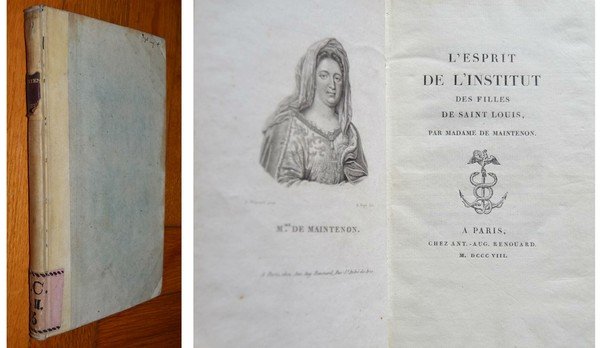 C.
M.DE MAINTENON.
L'ESPRIT
DE L'INSTITUT
DES FILLES
DE SAINT LOUIS,
PAR MADAME DE MAINTENON.
A PARIS,
CHEZ ANT.-AUG. RENOUARD.
M. DCCC VIII.